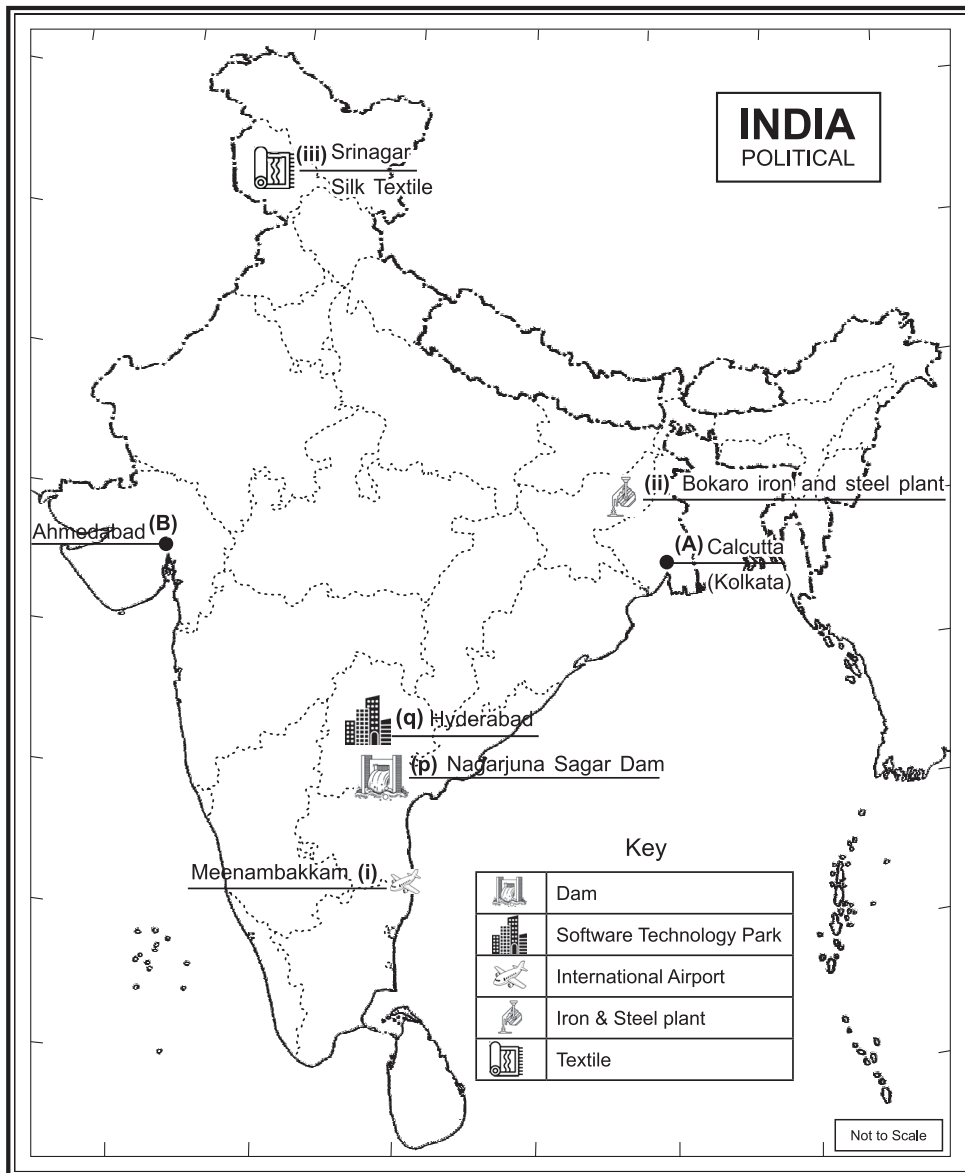 INDIA
POLITICAL
(iii) Srinagar
Silk Textile
(ii) Bokaro iron and steel plant
Ahmedabad (B)
(A) Calcutta
(Kolkata)
(q) Hyderabad
(p) Nagarjuna Sagar Dam
Meenambakkam (i)
Key
Dam
Software Technology Park
International Airport
Iron & Steel plant
Textile
Not to Scale